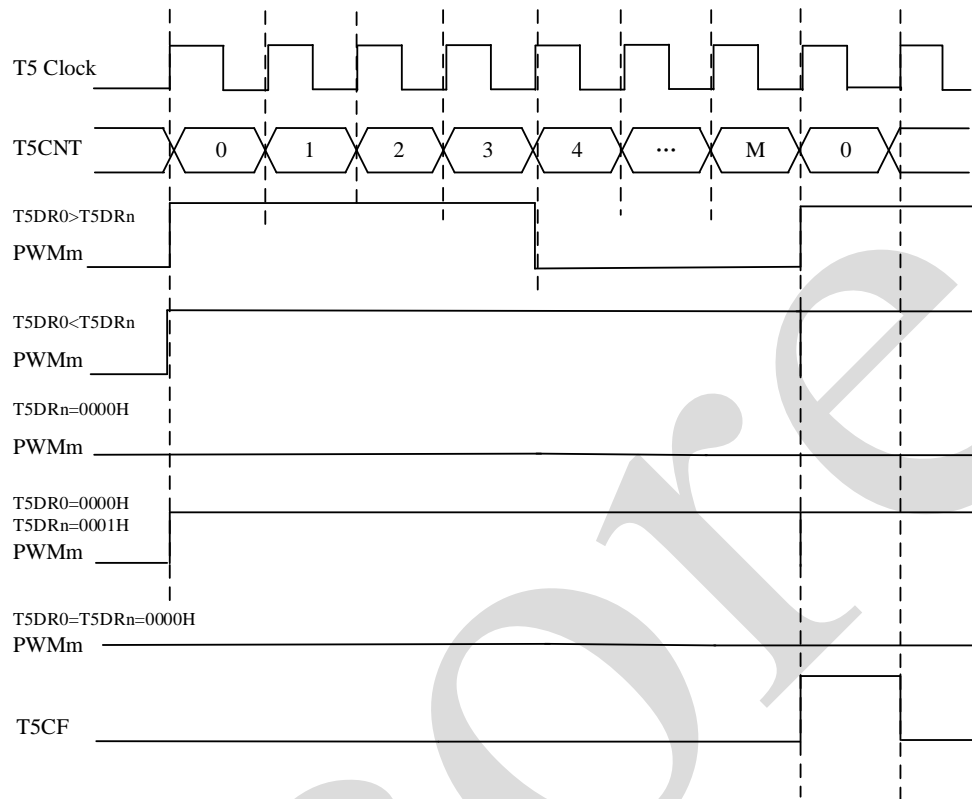 T5 Clock
T5CNT 0 1 2 3 4 ... M 0
T5DR0>T5DRn
PWMm
T5DR0<T5DRn
PWMm
T5DRn=0000H
PWMm
T5DR0=0000H
T5DRn=0001H
PWMm
T5DR0=T5DRn=0000H
PWMm
T5CF
ore